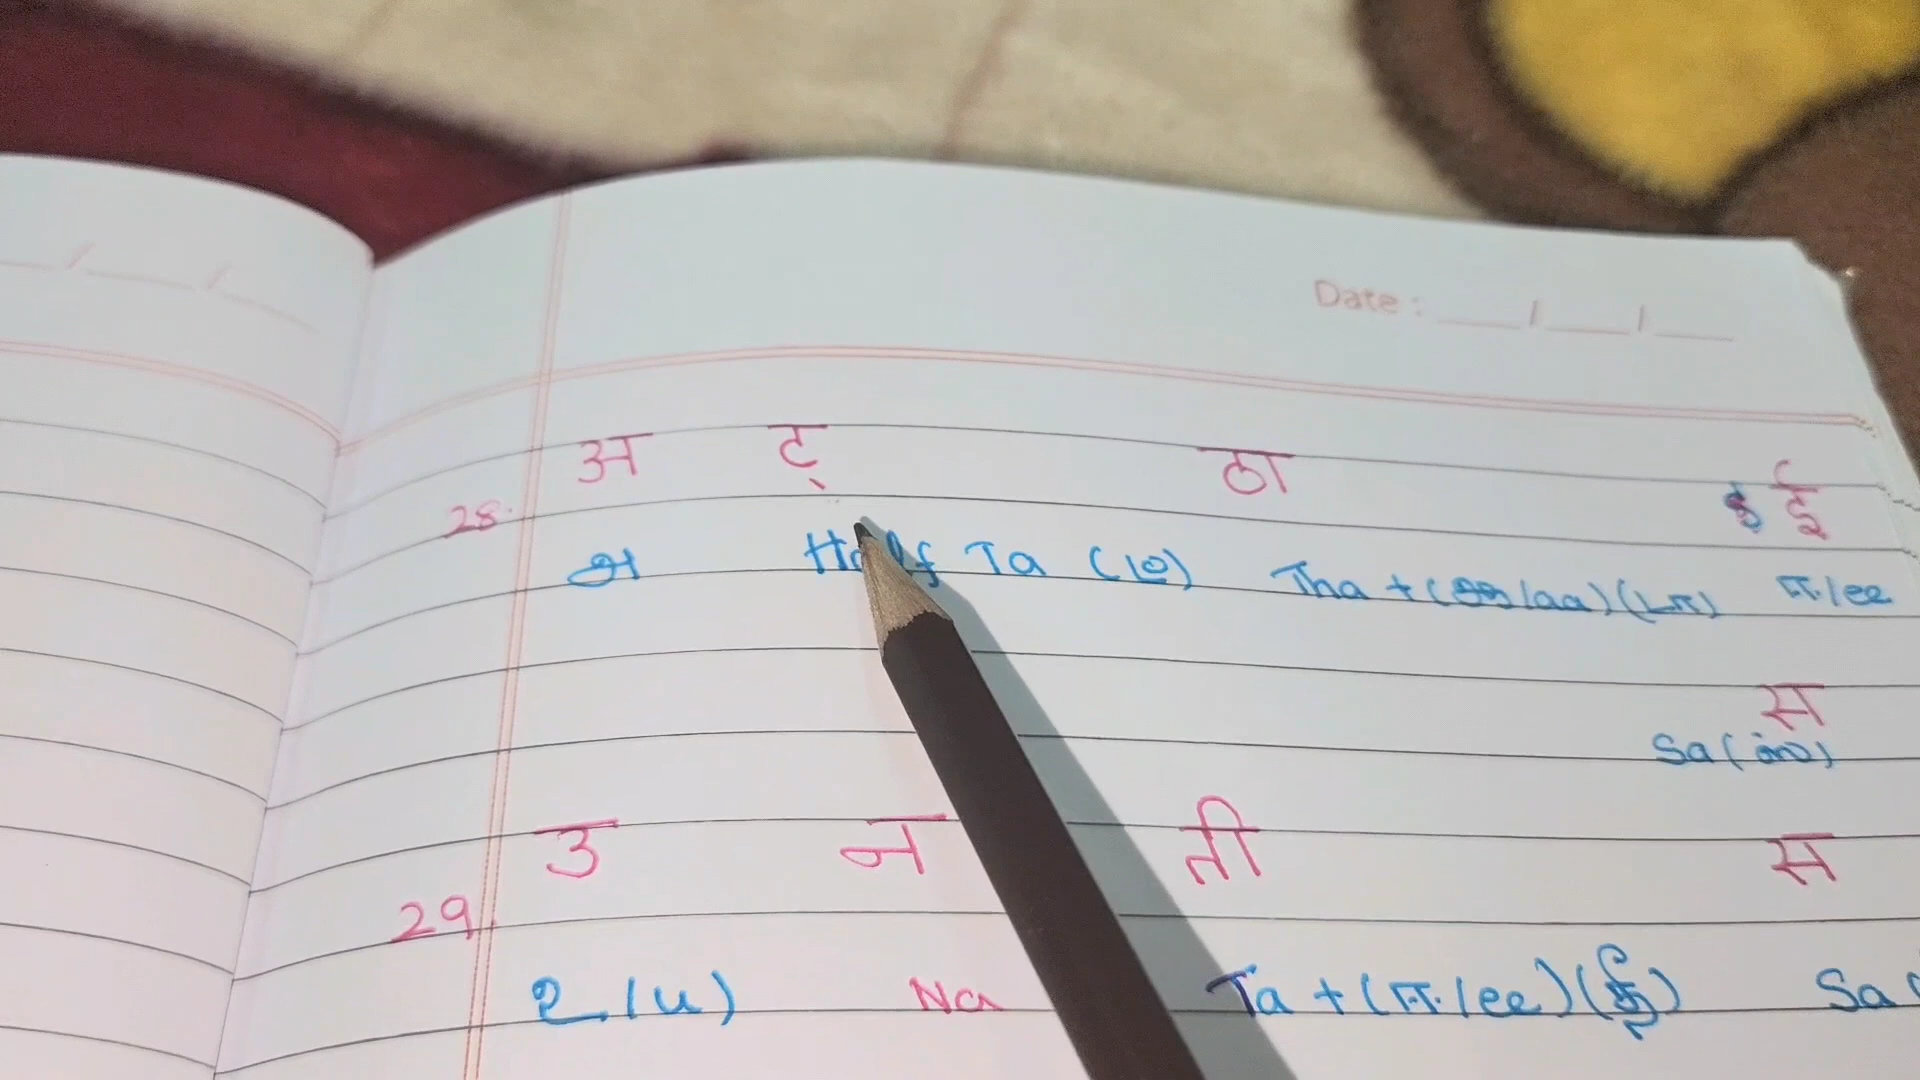 Date : ___/___/___
अ ट् ठा ई
28.
அ Half Ta (ட) Tha + (ஆ/aa) (டா) ஈ/ee
स
Sa (ஸ)
उ न ती स
29.
உ/(u) Na Ta + (ஈ/ee) (தீ) Sa